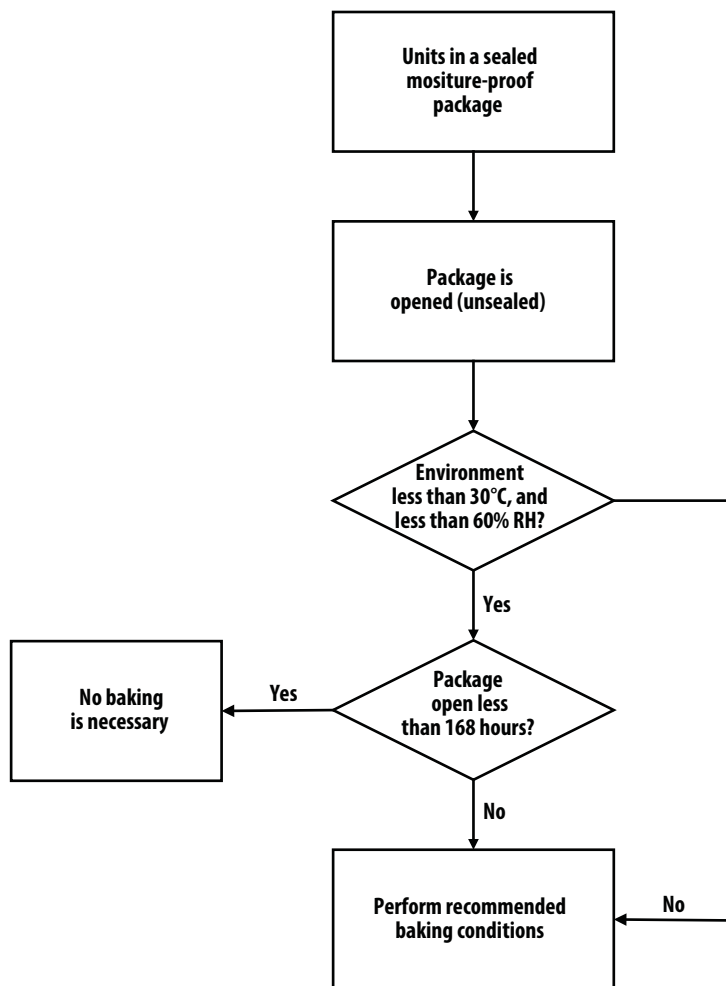 Units in a sealed
mositure-proof
package
Package is
opened (unsealed)
Environment
less than 30°C, and
less than 60% RH?
Yes
No baking
is necessary
Yes
Package
open less
than 168 hours?
No
Perform recommended
baking conditions
No